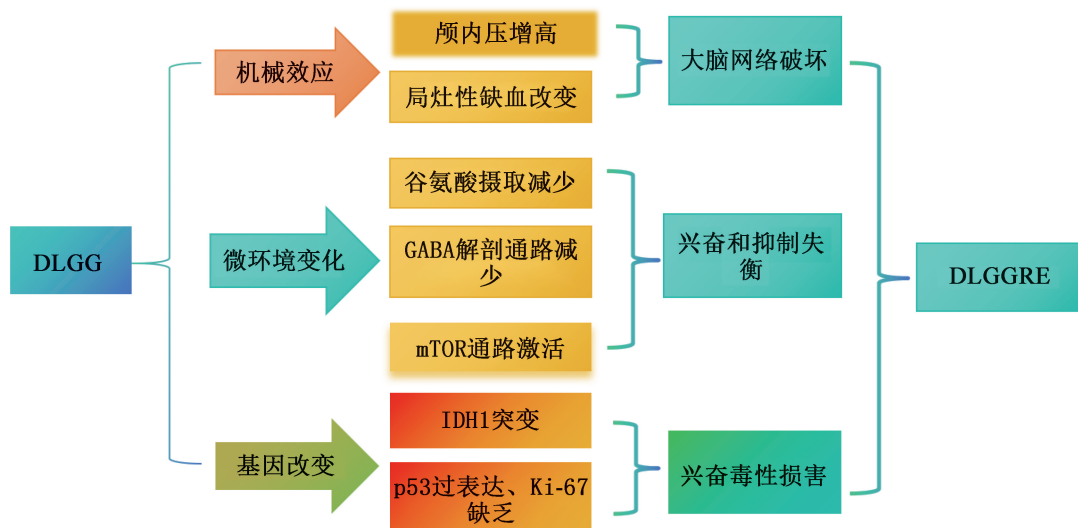 颅内压增高
机械效应
大脑网络破坏
局灶性缺血改变
谷氨酸摄取减少
DLGG
微环境变化
GABA解剖通路减
少
兴奋和抑制失
衡
DLGGRE
mTOR通路激活
IDH1突变
基因改变
p53过表达、Ki-67
缺乏
兴奋毒性损害